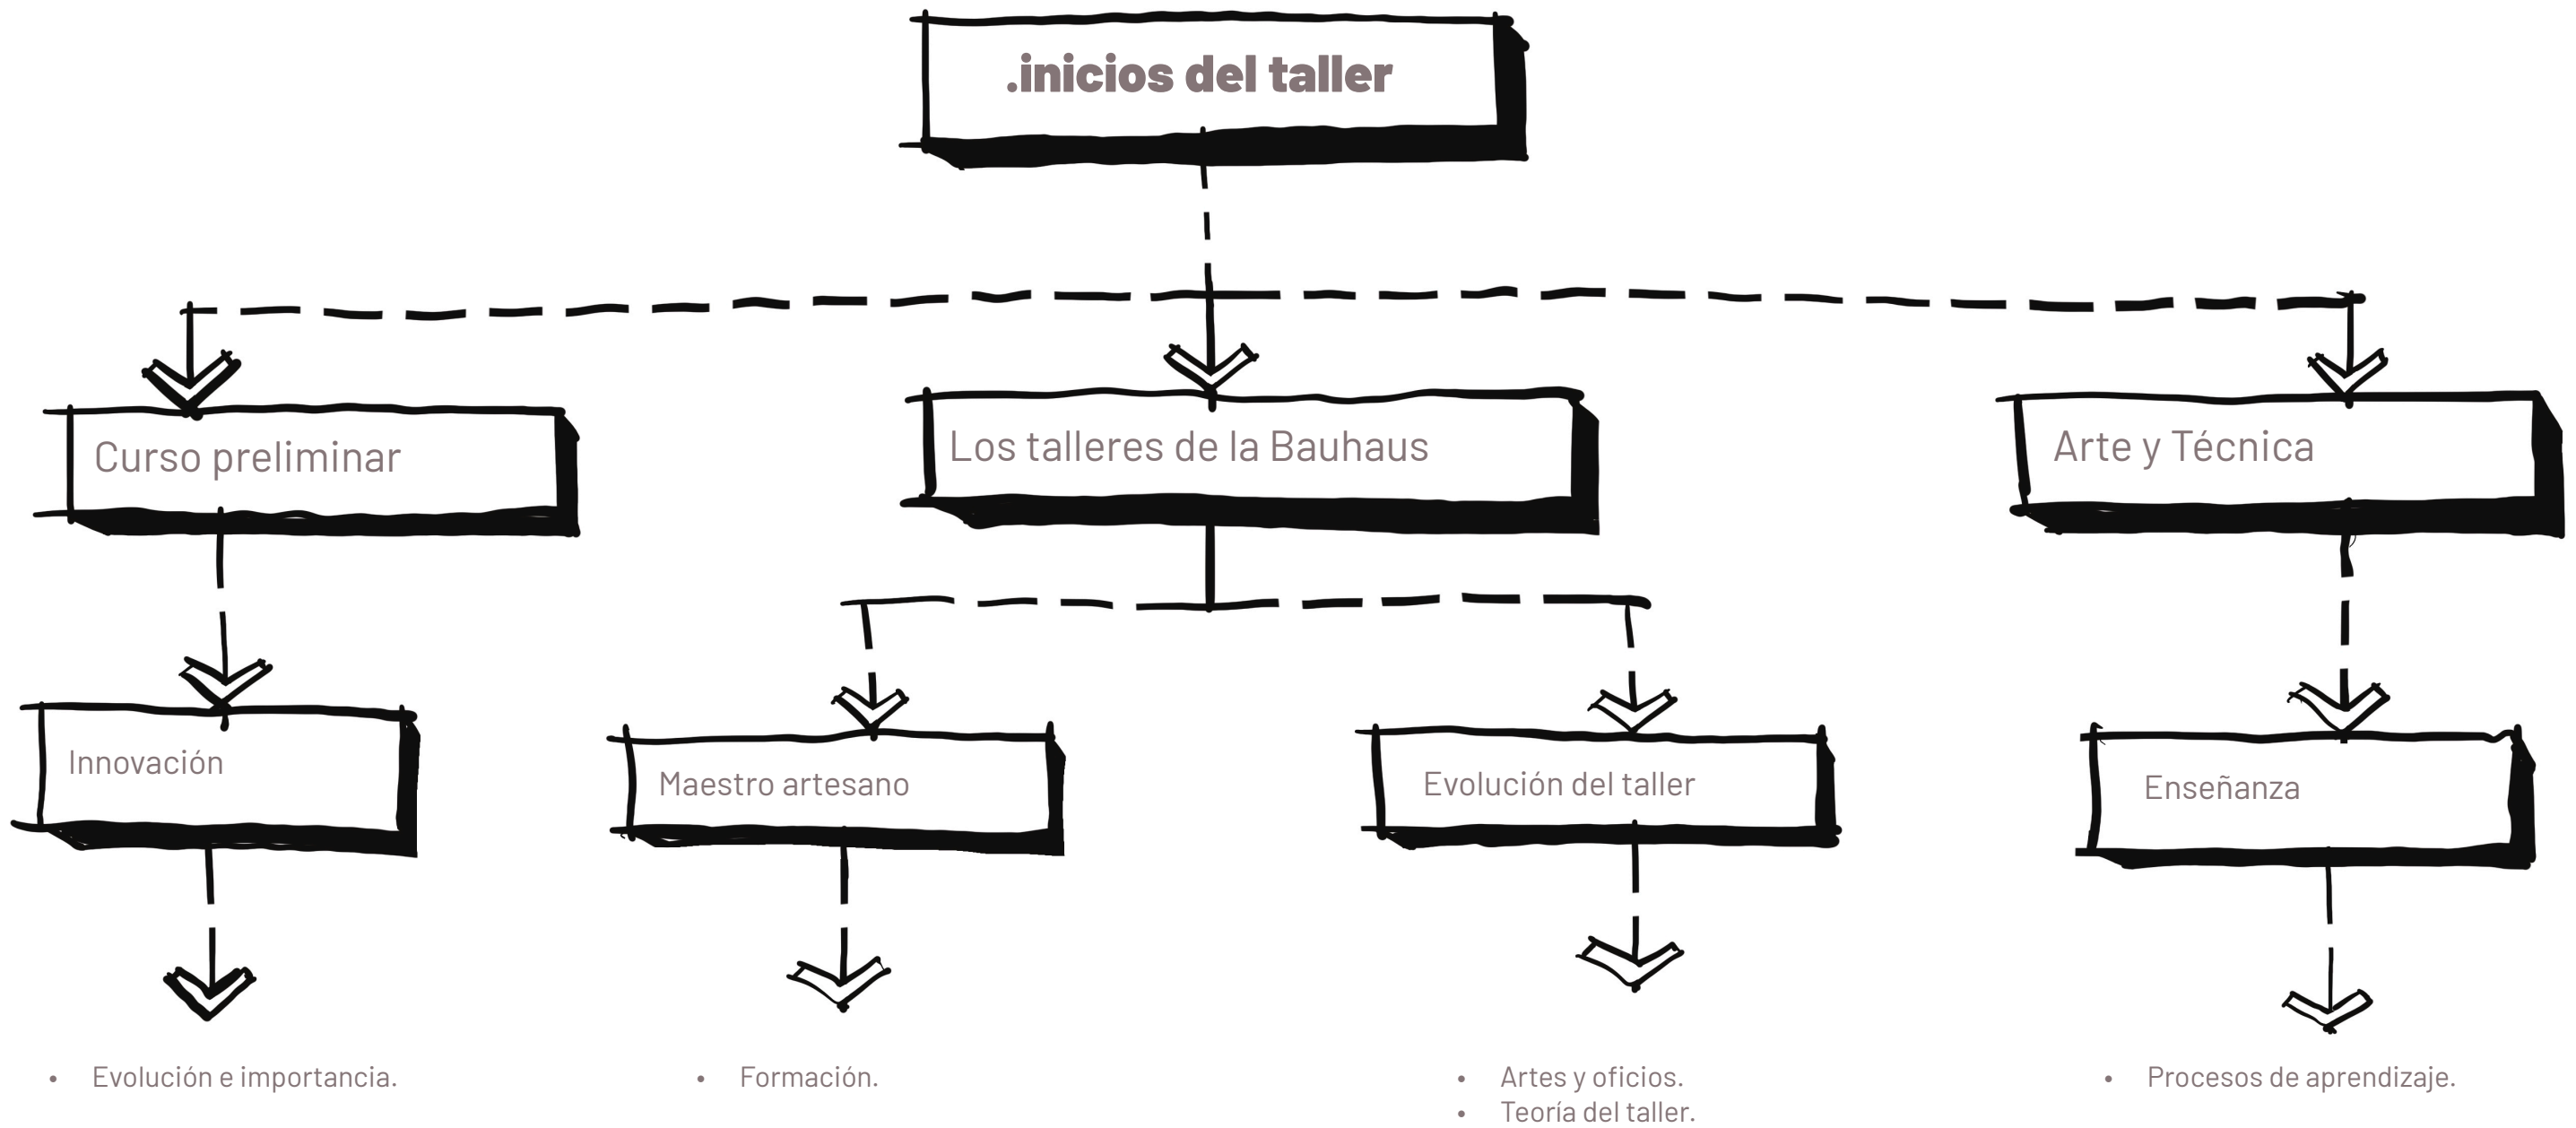 .inicios del taller
Curso preliminar
Los talleres de la Bauhaus
Arte y Técnica
Innovación
Maestro artesano
Evolución del taller
Enseñanza
• Evolución e importancia.
• Formación.
• Artes y oficios.
• Teoría del taller.
• Procesos de aprendizaje.